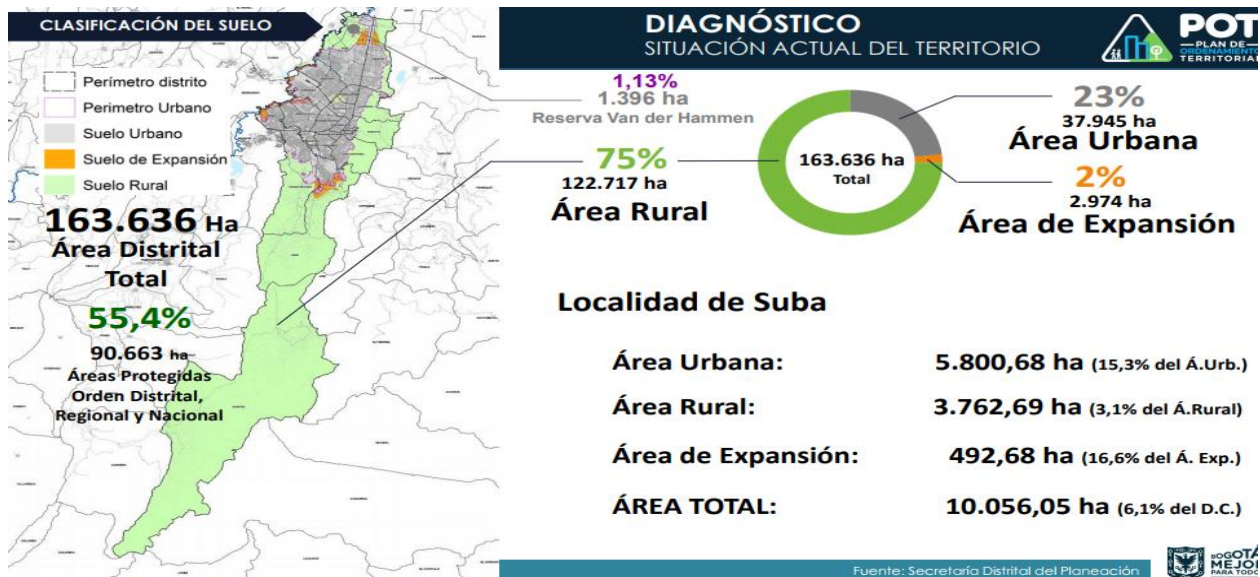 CLASIFICACIÓN DEL SUELO
Perímetro distrito
Perimetro Urbano
Suelo Urbano
Suelo de Expansión
Suelo Rural
163.636 Ha
Área Distrital
Total
55,4%
90.663 ha
Áreas Protegidas
Orden Distrital,
Regional y Nacional
DIAGNÓSTICO
SITUACIÓN ACTUAL DEL TERRITORIO
POT
PLAN DE
ORDENAMIENTO
TERRITORIAL
1,13%
1.396 ha
Reserva Van der Hammen
75%
122.717 ha
Área Rural
163.636 ha
Total
23%
37.945 ha
Área Urbana
2%
2.974 ha
Área de Expansión
Localidad de Suba
Área Urbana: 5.800,68 ha (15,3% del Á.Urb.)
Área Rural: 3.762,69 ha (3,1% del Á.Rural)
Área de Expansión: 492,68 ha (16,6% del Á. Exp.)
ÁREA TOTAL: 10.056,05 ha (6,1% del D.C.)
Fuente: Secretaría Distrital del Planeación
BOGOTÁ
MEJOR
PARA TODOS